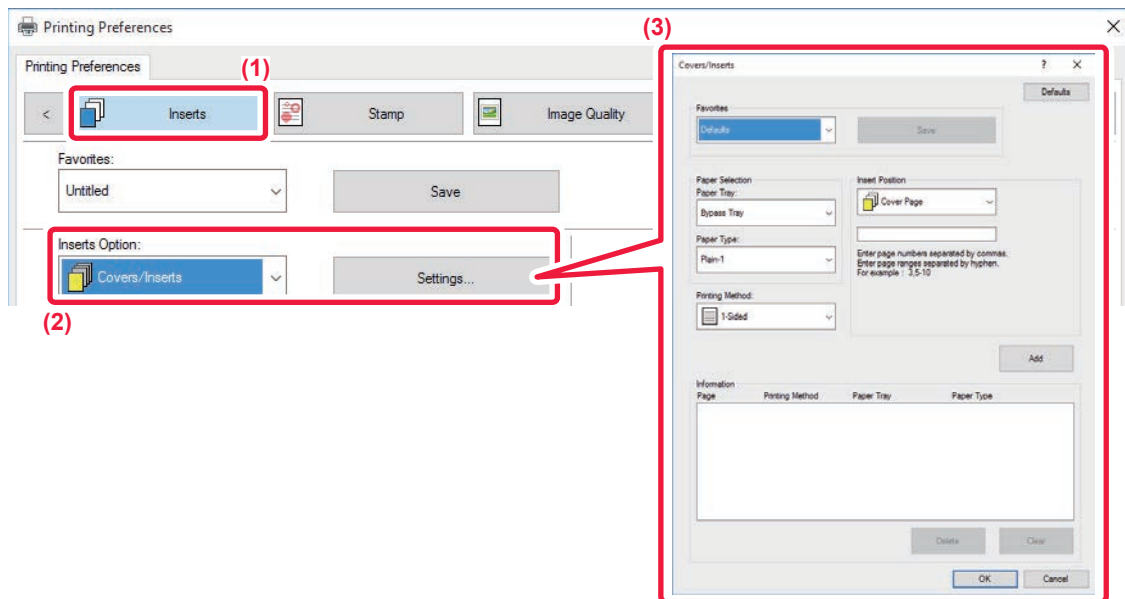 Printing Preferences
Printing Preferences
(1)
< Inserts Stamp Image Quality
Favorites:
Untitled Save
Inserts Option:
Covers/Inserts Settings...
(2)
(3)
Covers/Inserts ? X
Defaults
Favorites
Defaults Save
Paper Selection
Paper Tray:
Bypass Tray
Paper Type:
Plain-1
Printing Method:
1-Sided
Insert Position
Cover Page
Enter page numbers separated by commas.
Enter page ranges separated by hyphen.
For example : 3,5-10
Add
Information
Page Printing Method Paper Tray Paper Type
Delete Clear
OK Cancel